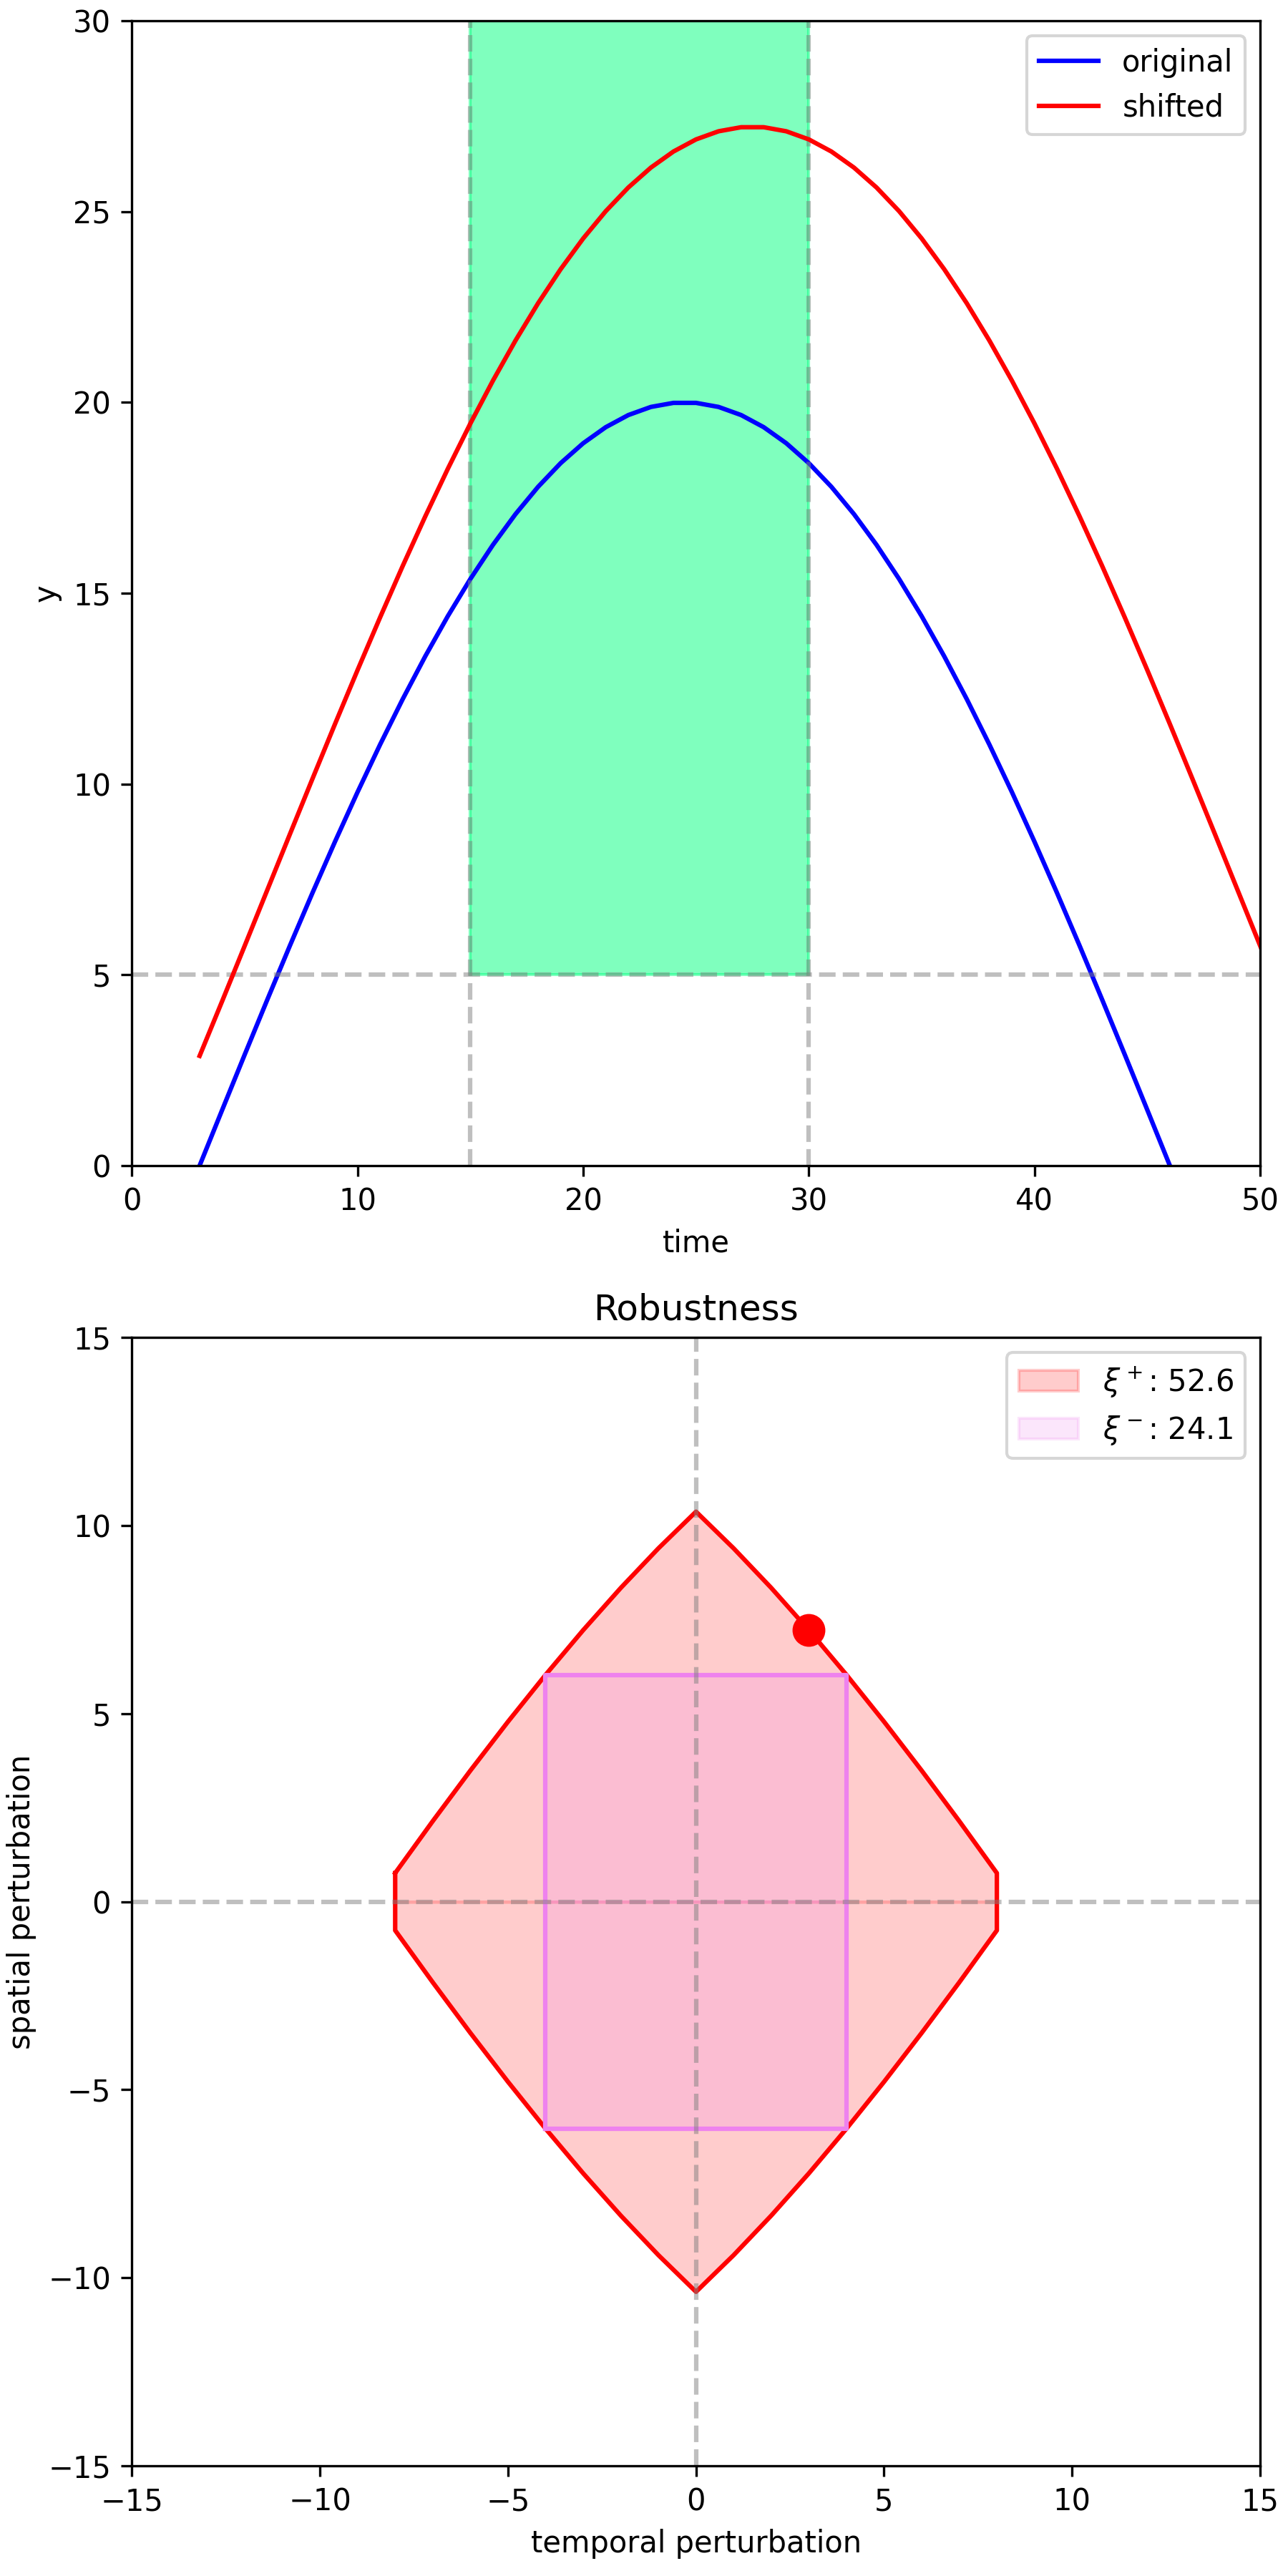 30
25
20
15
10
5
0
y
0 10 20 30 40 50
time
original
shifted
Robustness
15
10
5
0
−5
−10
−15
spatial perturbation
−15 −10 −5 0 5 10 15
temporal perturbation
ξ⁺: 52.6
ξ⁻: 24.1